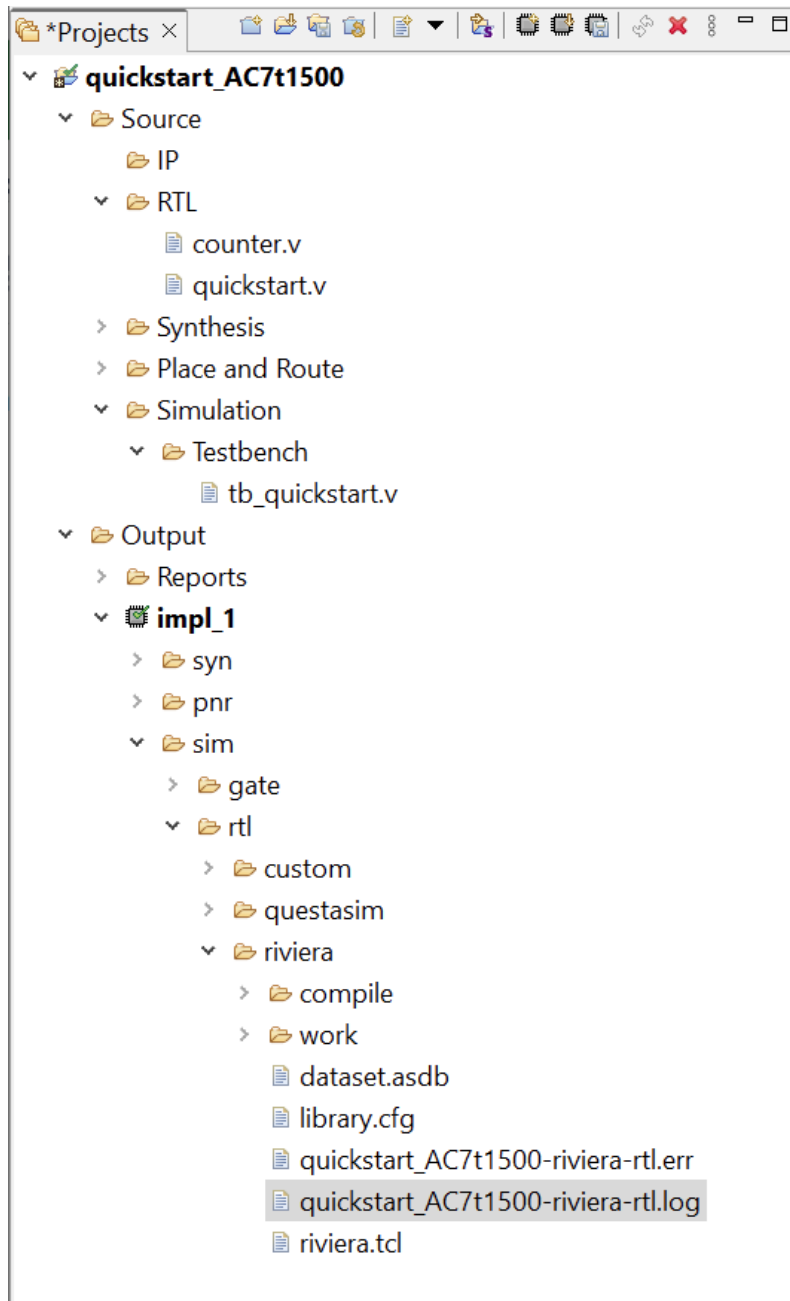 *Projects
quickstart_AC7t1500
Source
IP
RTL
counter.v
quickstart.v
Synthesis
Place and Route
Simulation
Testbench
tb_quickstart.v
Output
Reports
impl_1
syn
pnr
sim
gate
rtl
custom
questasim
riviera
compile
work
dataset.asdb
library.cfg
quickstart_AC7t1500-riviera-rtl.err
quickstart_AC7t1500-riviera-rtl.log
riviera.tcl